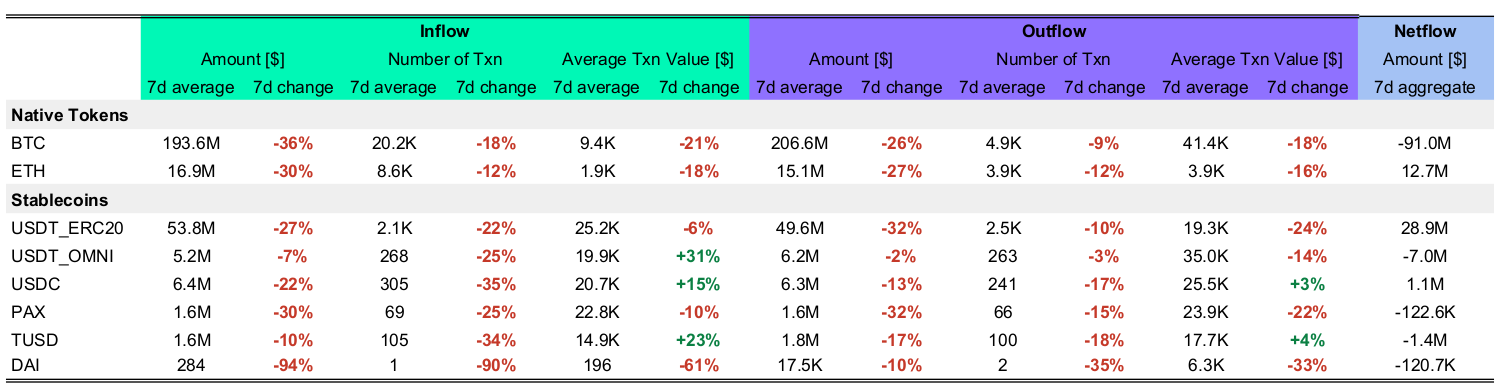 Inflow Outflow Netflow
Amount [$] Number of Txn Average Txn Value [$] Amount [$] Number of Txn Average Txn Value [$] Amount [$]
7d average 7d change 7d average 7d change 7d average 7d change 7d average 7d change 7d average 7d change 7d average 7d change 7d aggregate
Native Tokens
BTC 193.6M -36% 20.2K -18% 9.4K -21% 206.6M -26% 4.9K -9% 41.4K -18% -91.0M
ETH 16.9M -30% 8.6K -12% 1.9K -18% 15.1M -27% 3.9K -12% 3.9K -16% 12.7M
Stablecoins
USDT_ERC20 53.8M -27% 2.1K -22% 25.2K -6% 49.6M -32% 2.5K -10% 19.3K -24% 28.9M
USDT_OMNI 5.2M -7% 268 -25% 19.9K +31% 6.2M -2% 263 -3% 35.0K -14% -7.0M
USDC 6.4M -22% 305 -35% 20.7K +15% 6.3M -13% 241 -17% 25.5K +3% 1.1M
PAX 1.6M -30% 69 -25% 22.8K -10% 1.6M -32% 66 -15% 23.9K -22% -122.6K
TUSD 1.6M -10% 105 -34% 14.9K +23% 1.8M -17% 100 -18% 17.7K +4% -1.4M
DAI 284 -94% 1 -90% 196 -61% 17.5K -10% 2 -35% 6.3K -33% -120.7K